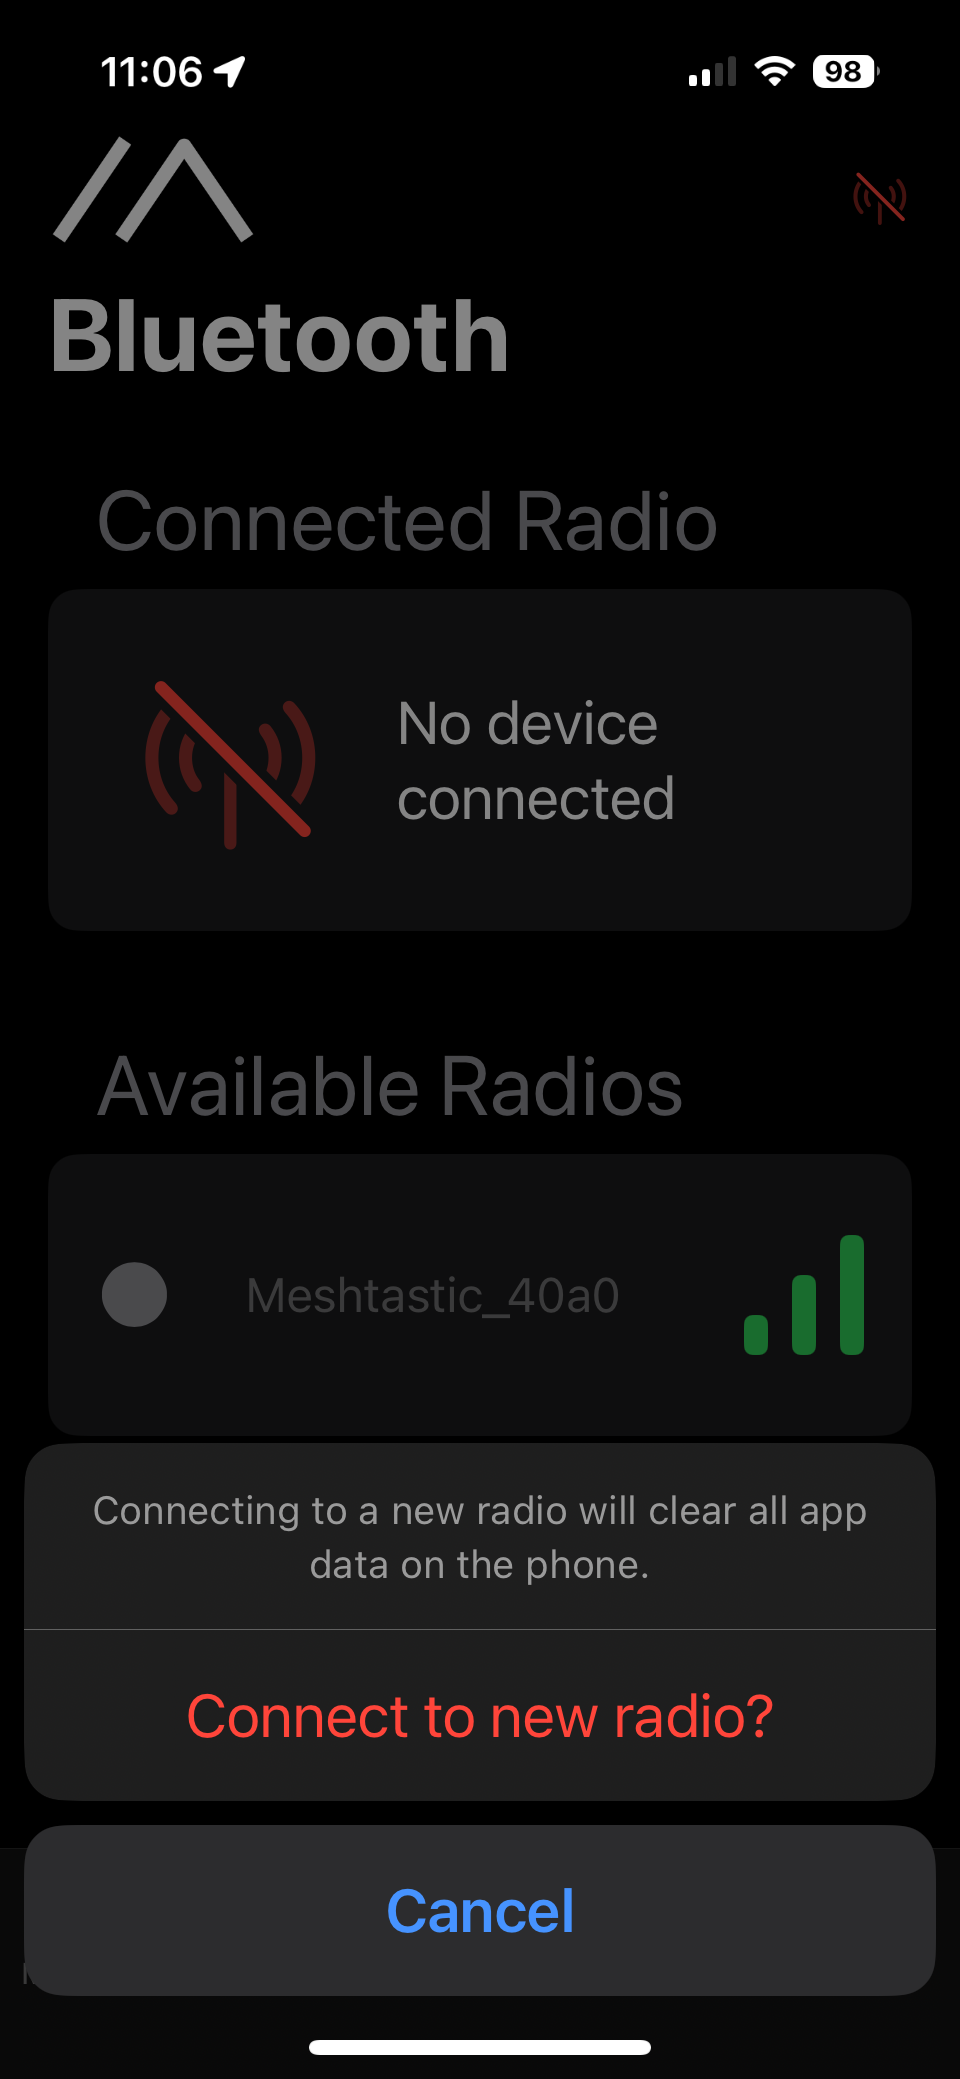 11:06
98
Bluetooth
Connected Radio
No device
connected
Available Radios
Meshtastic_40a0
Connecting to a new radio will clear all app
data on the phone.
Connect to new radio?
Cancel